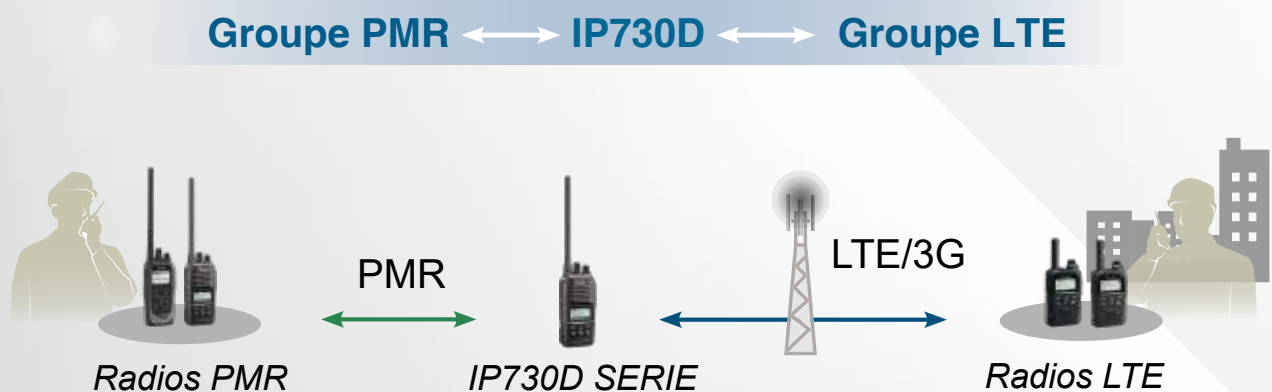 Groupe PMR IP730D Groupe LTE
PMR
LTE/3G
Radios PMR
IP730D SERIE
Radios LTE